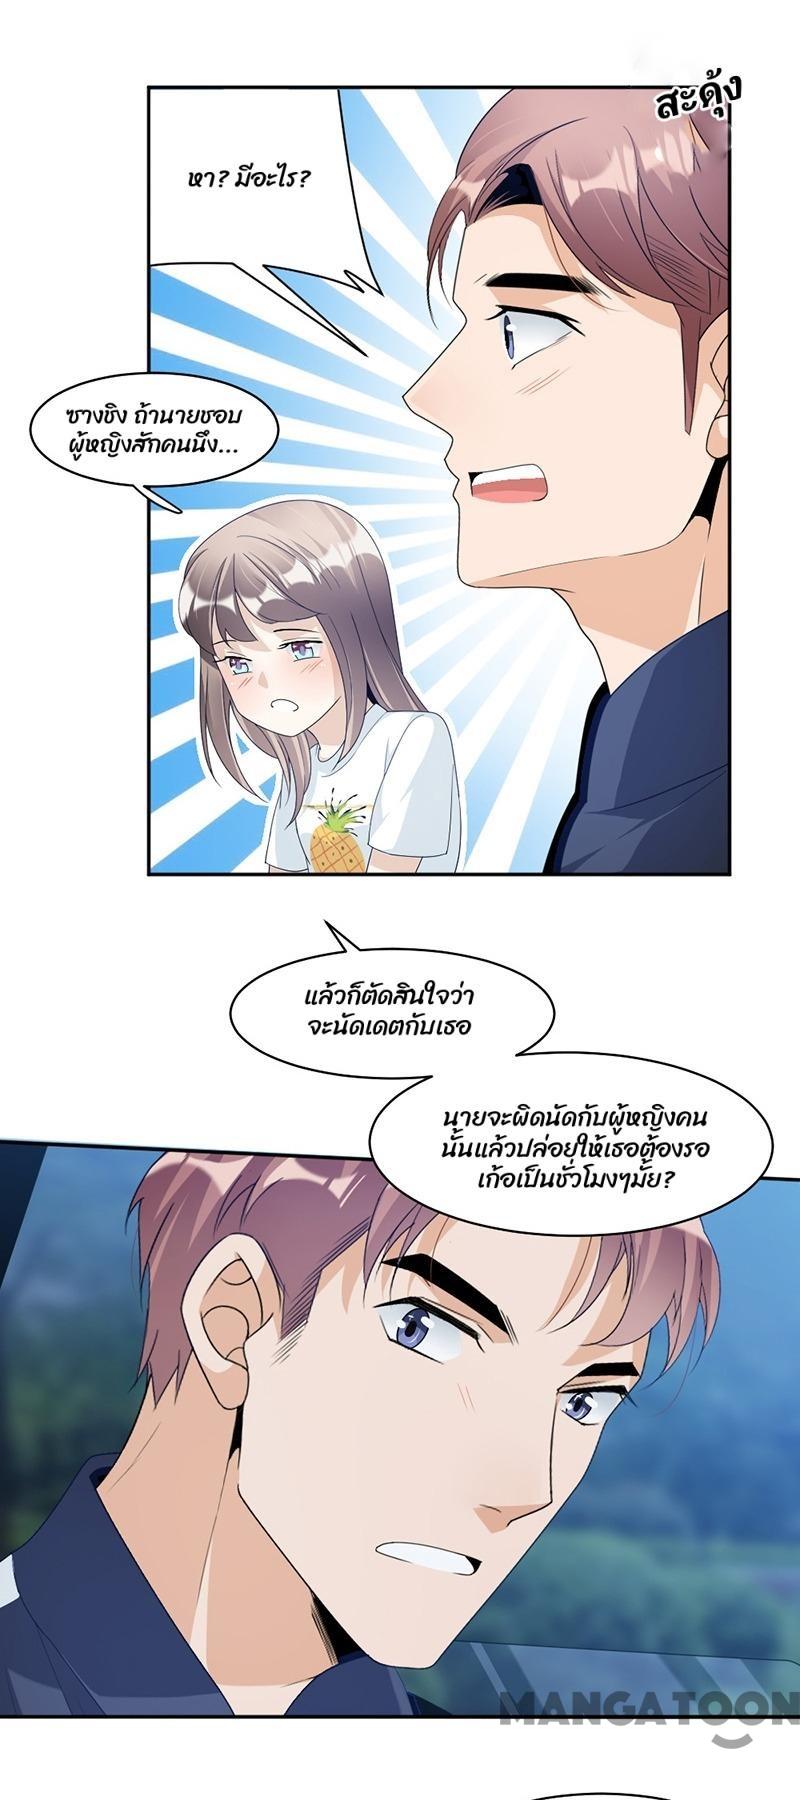 สะดุ้ง
หา? มีอะไร?
ซางชิง ถ้านายชอบ
ผู้หญิงสักคนนึง...
แล้วก็ตัดสินใจว่า
จะนัดเดตกับเธอ
นายจะผิดนัดกับผู้หญิงคน
นั้นแล้วปล่อยให้เธอต้องรอ
เก้อเป็นชั่วโมงๆมั้ย?
MANGATOON